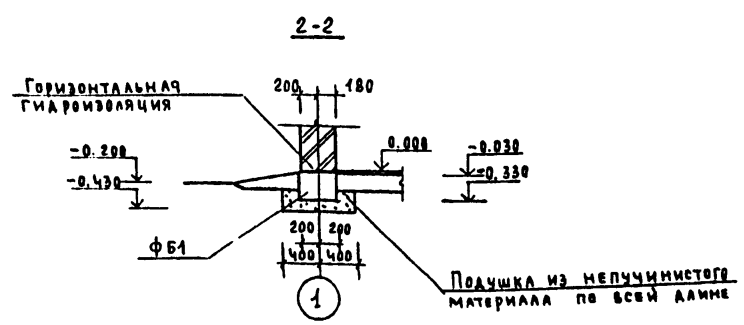 2-2
Горизонтальная
гидроизоляция
200 180
0.000
-0.200
-0.030
-0.430
-0.330
ФБ1
200 200
400 400
Подушка из непучинистого
материала по всей длине
1